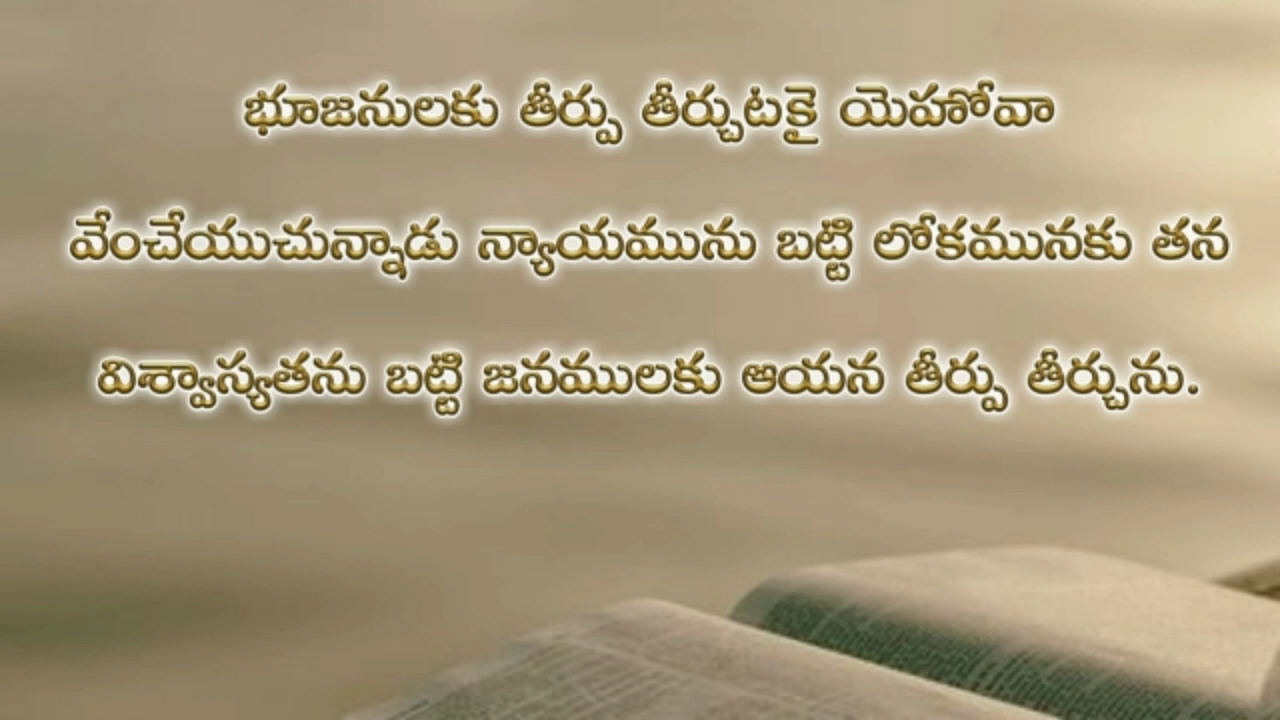 భూజనులకు తీర్పు తీర్చుటకై యెహోవా
వేంచేయుచున్నాడు న్యాయమును బట్టి లోకమునకు తన
విశ్వాస్యతను బట్టి జనములకు ఆయన తీర్పు తీర్చును.